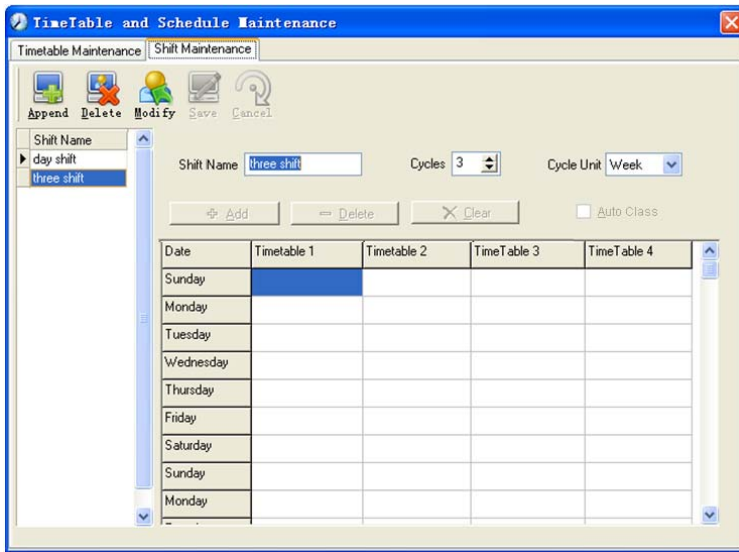 TimeTable and Schedule Maintenance
Timetable Maintenance Shift Maintenance
Append Delete Modify Save Cancel
Shift Name
day shift
three shift
Shift Name three shift Cycles 3 Cycle Unit Week
Add Delete Clear Auto Class
Date Timetable 1 Timetable 2 TimeTable 3 TimeTable 4
Sunday
Monday
Tuesday
Wednesday
Thursday
Friday
Saturday
Sunday
Monday